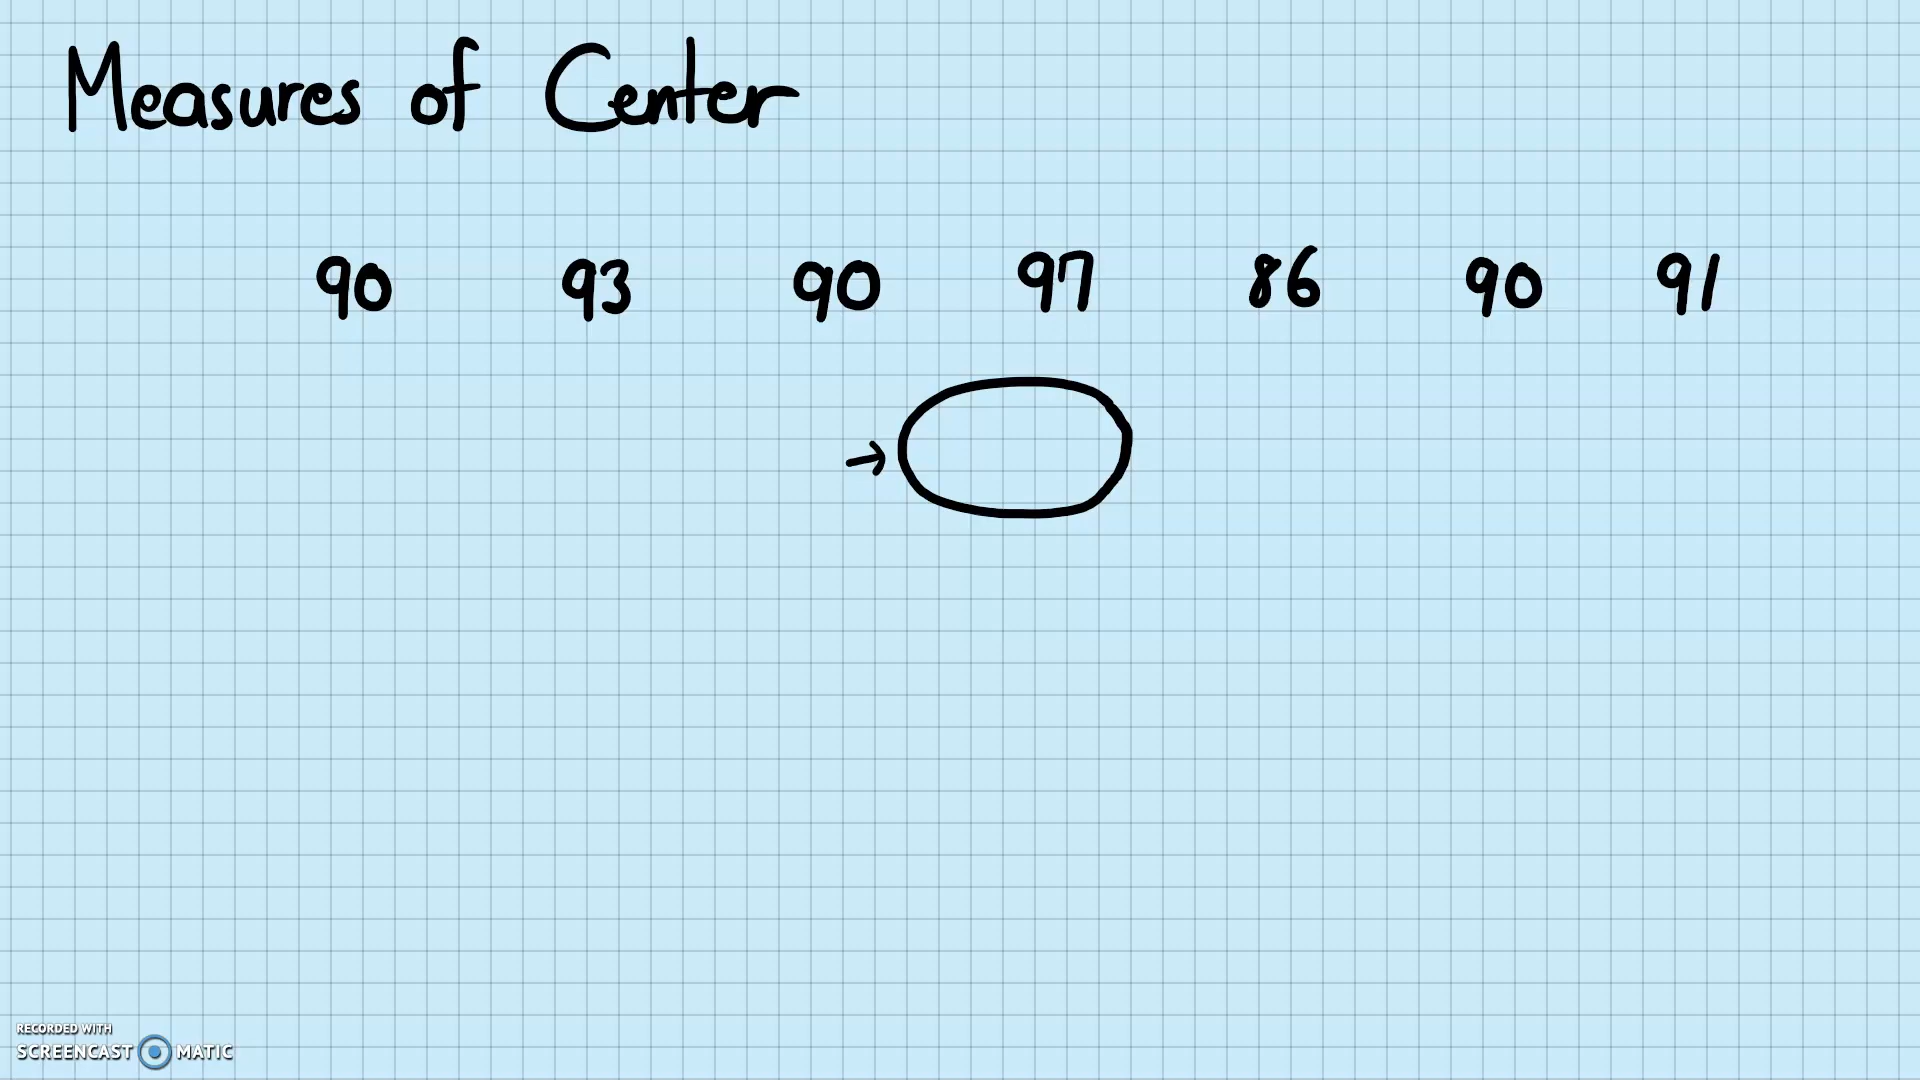 Measures of Center
90 93 90 97 86 90 91
→
RECORDED WITH
SCREENCAST MATIC